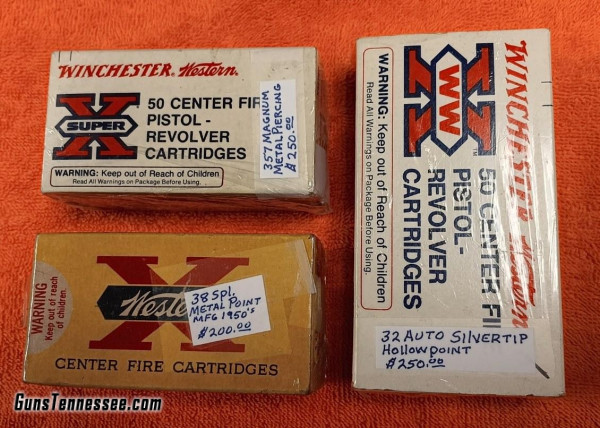 WINCHESTER Western
X
SUPER
50 CENTER FIR
PISTOL -
REVOLVER
CARTRIDGES
WARNING: Keep out of Reach of Children
Read All Warnings on Package Before Using.
357 MAGNUM
METAL PIERCING
$250.00
WARNING
Keep out of reach
of children
X
Western
CENTER FIRE CARTRIDGES
38 Spl.
METAL POINT
MFG 1950's
$200.00
WINCHESTER Western
X
WW
50 CENTER FI
PISTOL-
REVOLVER
CARTRIDGES
WARNING: Keep out of Reach of Children
Read All Warnings on Package Before Using.
32 AUTO SILVERTIP
Hollowpoint
$250.00
GunsTennessee.com